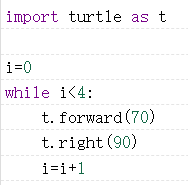 import turtle as t
i=0
while i<4:
    t.forward(70)
    t.right(90)
    i=i+1